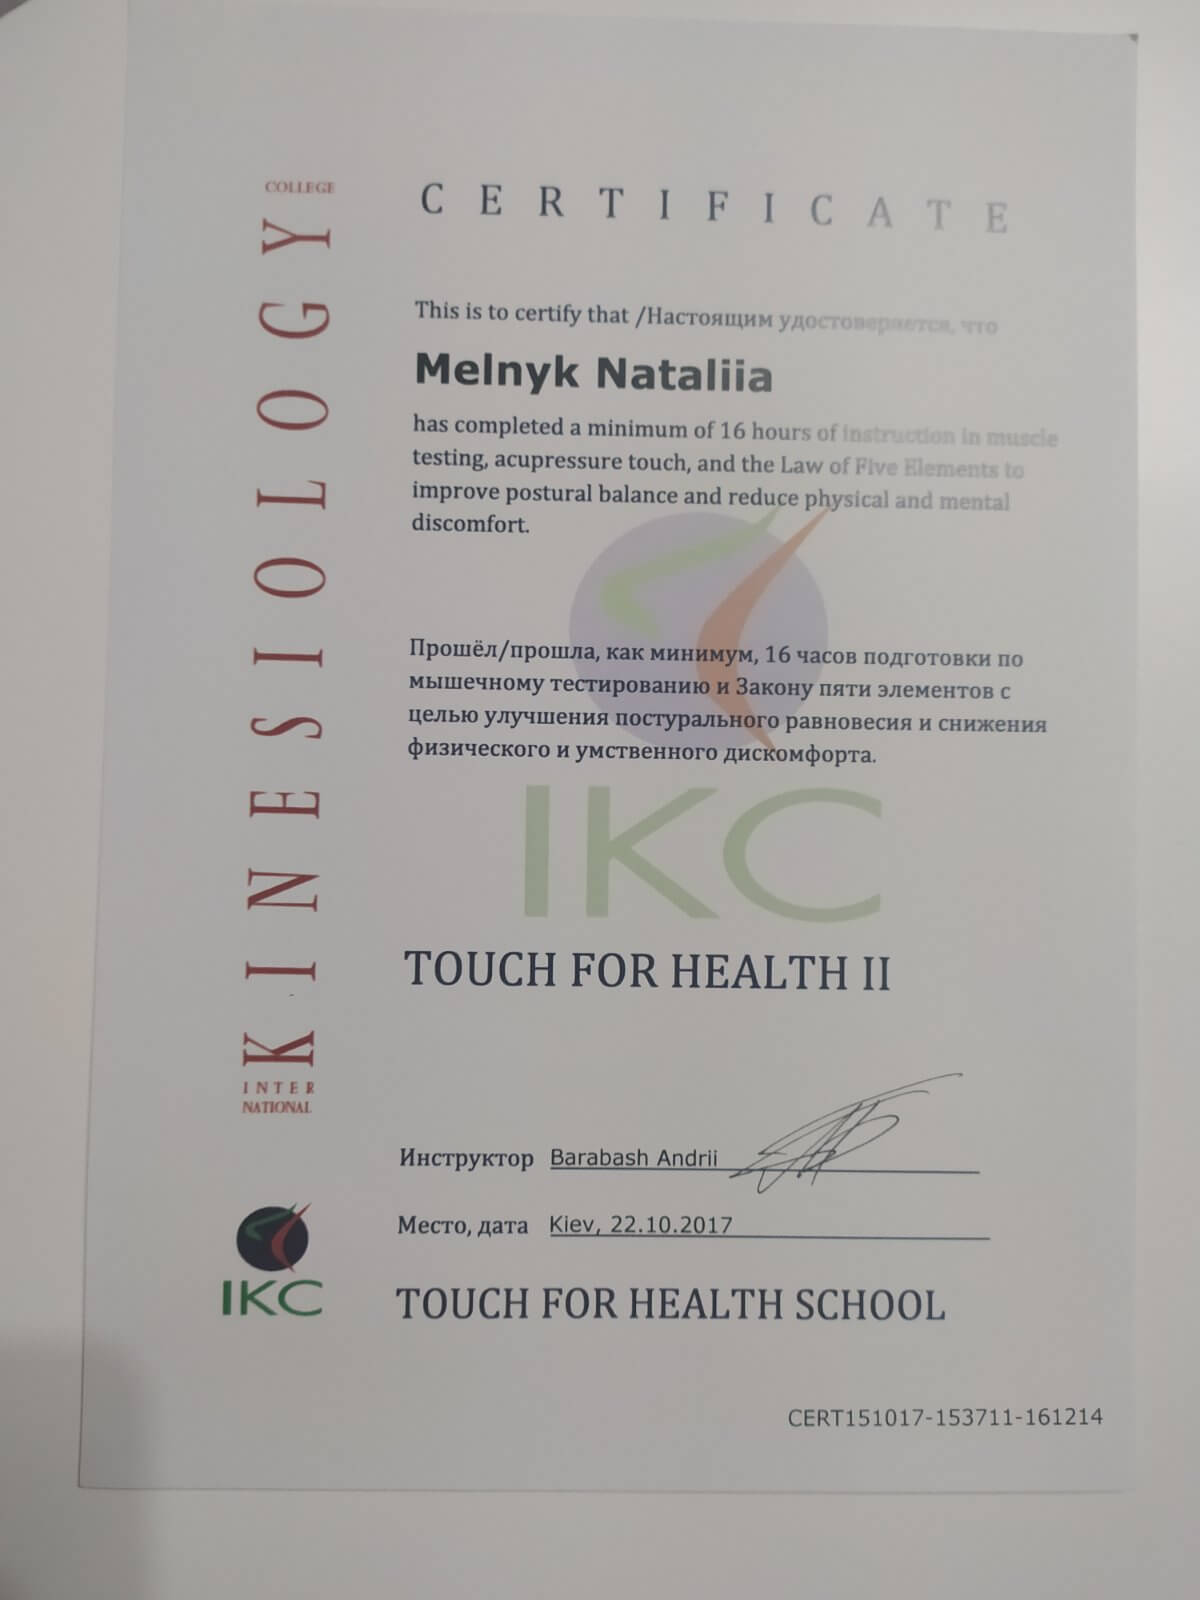 COLLEGE
KINESIOLOGY
INTER
NATIONAL
CERTIFICATE
This is to certify that /Настоящим удостоверяется, что
Melnyk Nataliia
has completed a minimum of 16 hours of instruction in muscle
testing, acupressure touch, and the Law of Five Elements to
improve postural balance and reduce physical and mental
discomfort.
Прошёл/прошла, как минимум, 16 часов подготовки по
мышечному тестированию и Закону пяти элементов с
целью улучшения постурального равновесия и снижения
физического и умственного дискомфорта.
IKC
TOUCH FOR HEALTH II
Инструктор Barabash Andrii
Место, дата Kiev, 22.10.2017
IKC
TOUCH FOR HEALTH SCHOOL
CERT151017-153711-161214